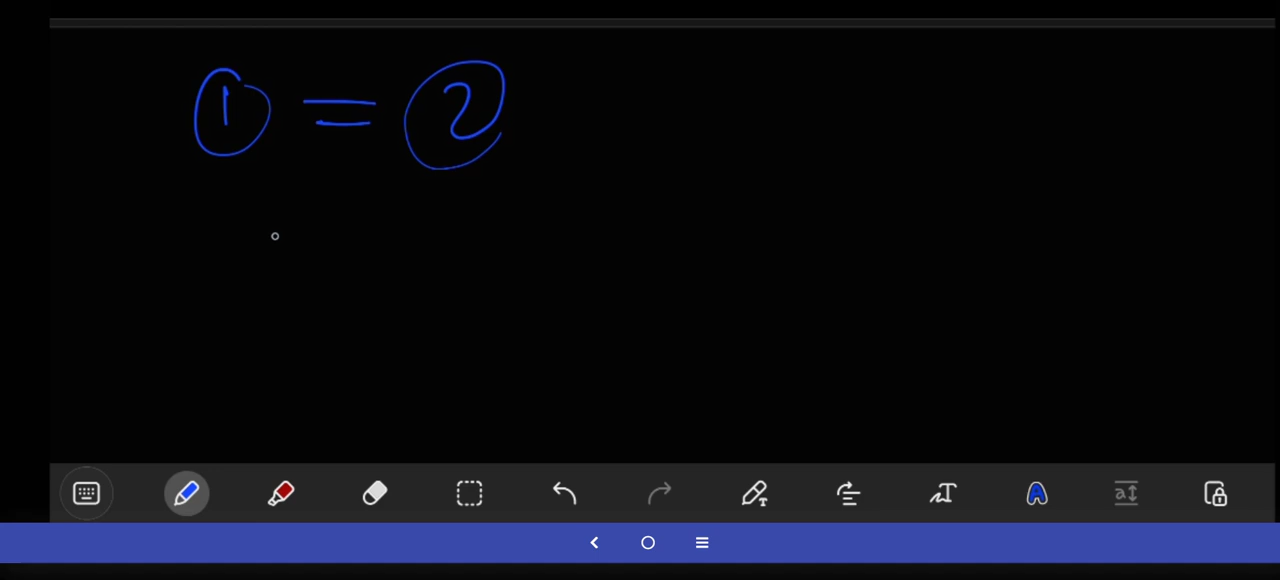 ① = ②